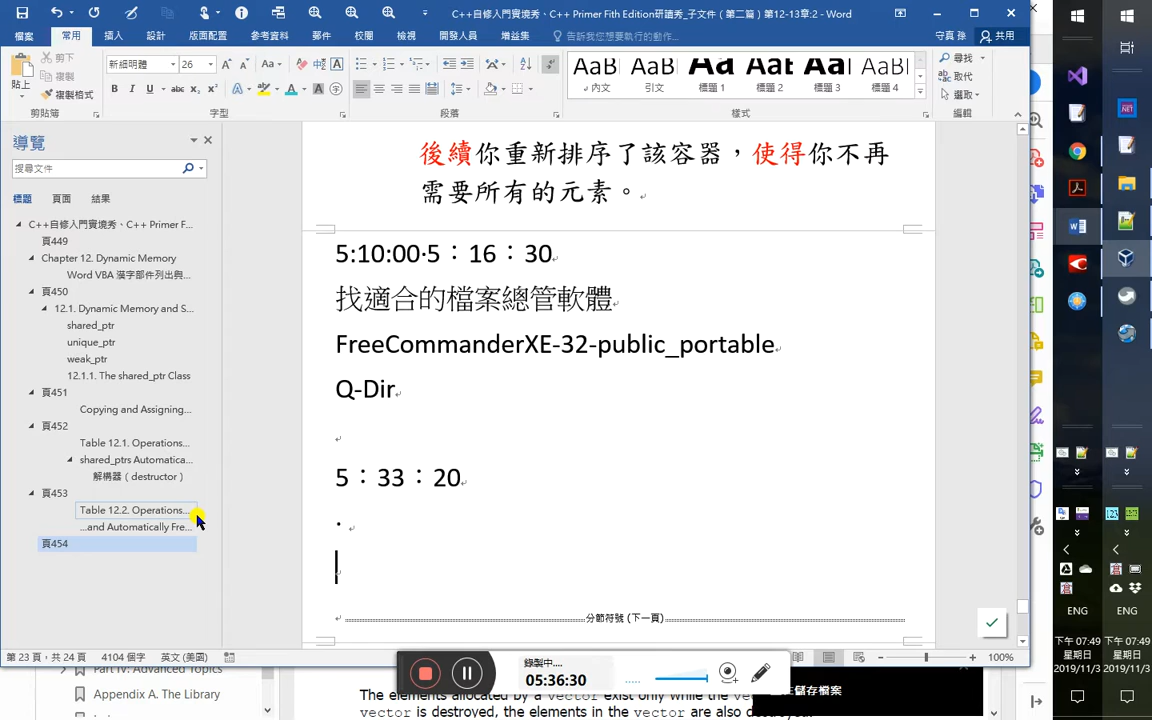 C++自修入門實境秀、C++ Primer Fith Edition研讀秀_子文件（第二篇）第12-13章:2 - Word
檔案 常用 插入 設計 版面配置 參考資料 郵件 校閱 檢視 開發人員 增益集 告訴我您想要執行的動作... 守真 孫 共用
貼上 剪下 複製 複製格式 剪貼簿
新細明體 26 字型
段落
AaB AaB AaB AaB AaB AaB
內文 引文 標題 1 標題 2 標題 3 標題 4
樣式
尋找 取代 選取 編輯
導覽
搜尋文件
標題 頁面 結果
C++自修入門實境秀、C++ Primer F...
頁449
Chapter 12. Dynamic Memory
Word VBA 漢字部件列出與...
頁450
12.1. Dynamic Memory and S...
shared_ptr
unique_ptr
weak_ptr
12.1.1. The shared_ptr Class
頁451
Copying and Assigning...
頁452
Table 12.1. Operations...
shared_ptrs Automatica...
解構器（destructor）
頁453
Table 12.2. Operations...
...and Automatically Fre...
頁454
後續你重新排序了該容器，使得你不再
需要所有的元素。
5:10:00·5：16：30
找適合的檔案總管軟體
FreeCommanderXE-32-public_portable
Q-Dir
5：33：20
.
分節符號 (下一頁)
第 23 頁，共 24 頁 4104 個字 英文 (美國) 100%
錄製中....
05:36:30
Part IV: Advanced Topics
Appendix A. The Library
The elements allocated by a vector exist only while the
vector is destroyed, the elements in the vector are also destroyed.
在儲存檔案
ENG ENG
下午 07:49 下午 07:49
星期日 星期日
2019/11/3 2019/11/3